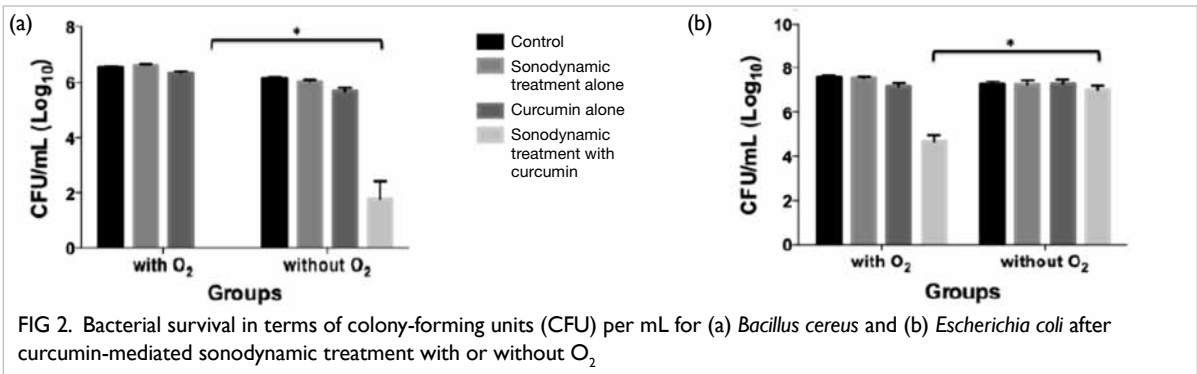 (a)
8
6
4
2
0
CFU/mL (Log₁₀)
*
with O₂
without O₂
Groups
Control
Sonodynamic
treatment alone
Curcumin alone
Sonodynamic
treatment with
curcumin
(b)
10
8
6
4
2
0
CFU/mL (Log₁₀)
*
with O₂
without O₂
Groups
FIG 2. Bacterial survival in terms of colony-forming units (CFU) per mL for (a) Bacillus cereus and (b) Escherichia coli after
curcumin-mediated sonodynamic treatment with or without O₂